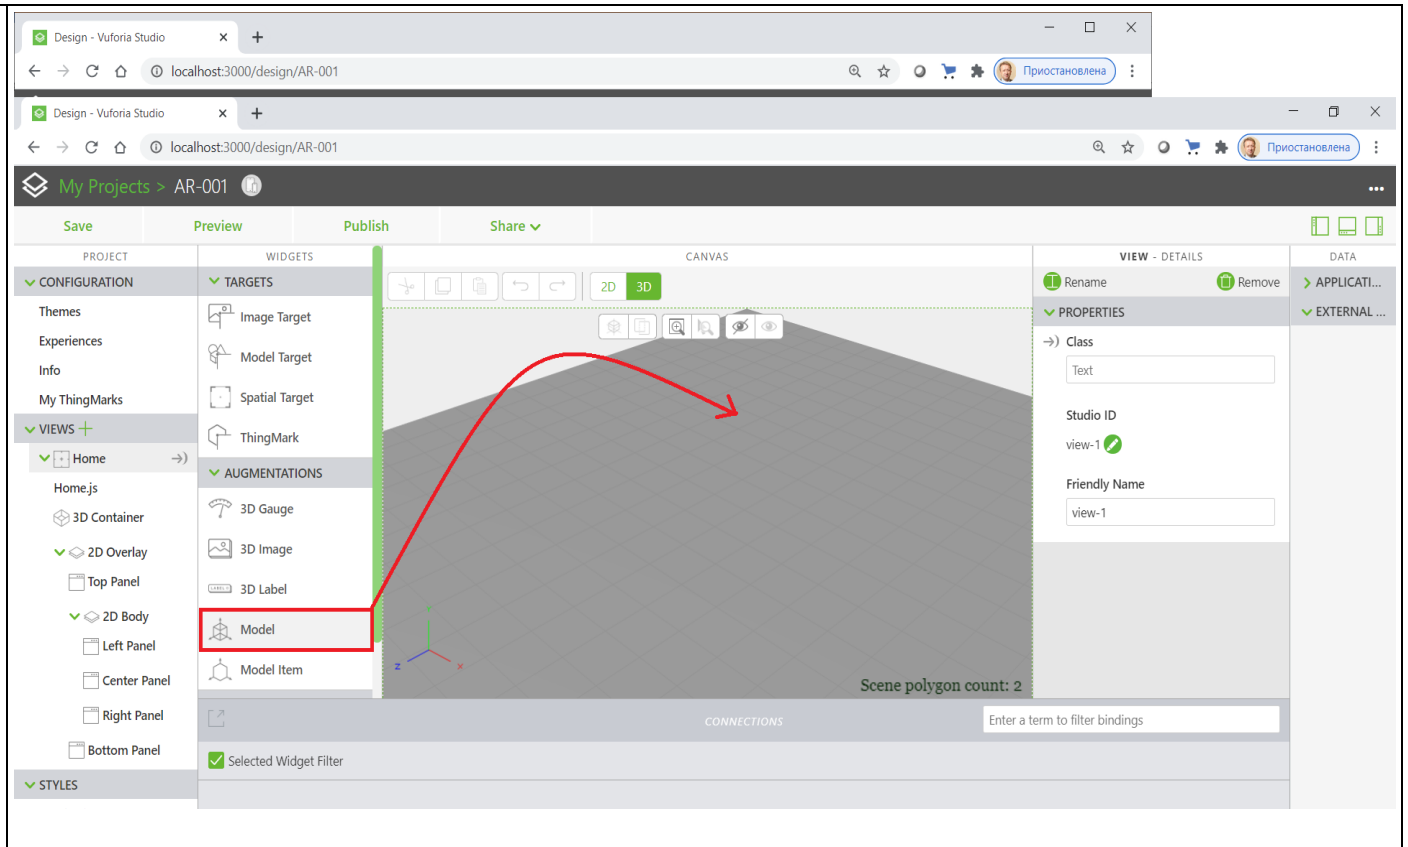 Design - Vuforia Studio
localhost:3000/design/AR-001
Приостановлена
Design - Vuforia Studio
localhost:3000/design/AR-001
Приостановлена
My Projects > AR-001
Save Preview Publish Share
PROJECT
CONFIGURATION
Themes
Experiences
Info
My ThingMarks
VIEWS
Home
Home.js
3D Container
2D Overlay
Top Panel
2D Body
Left Panel
Center Panel
Right Panel
Bottom Panel
STYLES
WIDGETS
TARGETS
Image Target
Model Target
Spatial Target
ThingMark
AUGMENTATIONS
3D Gauge
3D Image
3D Label
Model
Model Item
CANVAS
2D 3D
z x
Scene polygon count: 2
VIEW - DETAILS
Rename Remove
PROPERTIES
Class
Text
Studio ID
view-1
Friendly Name
view-1
DATA
APPLICATI...
EXTERNAL ...
CONNECTIONS
Enter a term to filter bindings
Selected Widget Filter